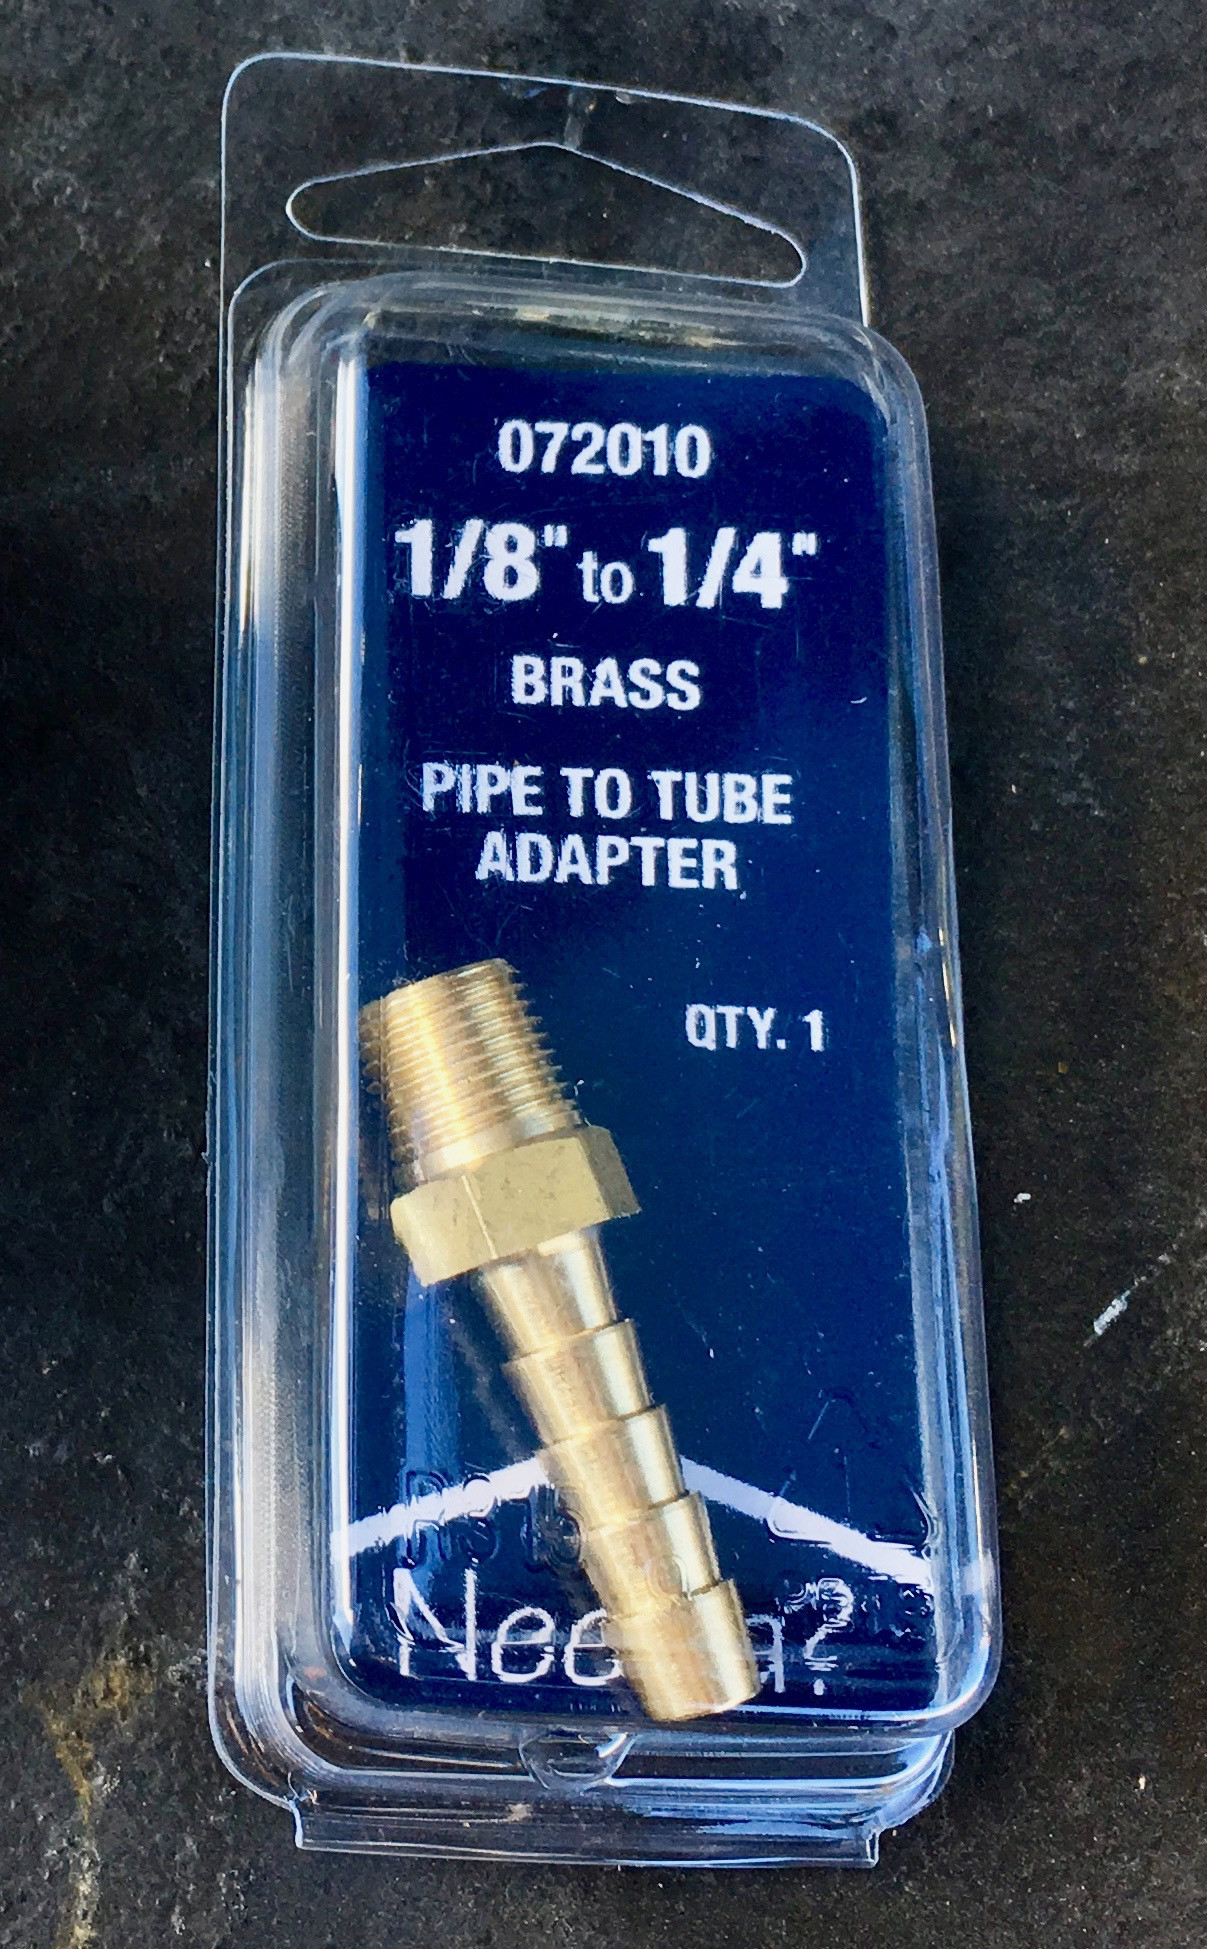 072010
1/8" to 1/4"
BRASS
PIPE TO TUBE
ADAPTER
QTY. 1